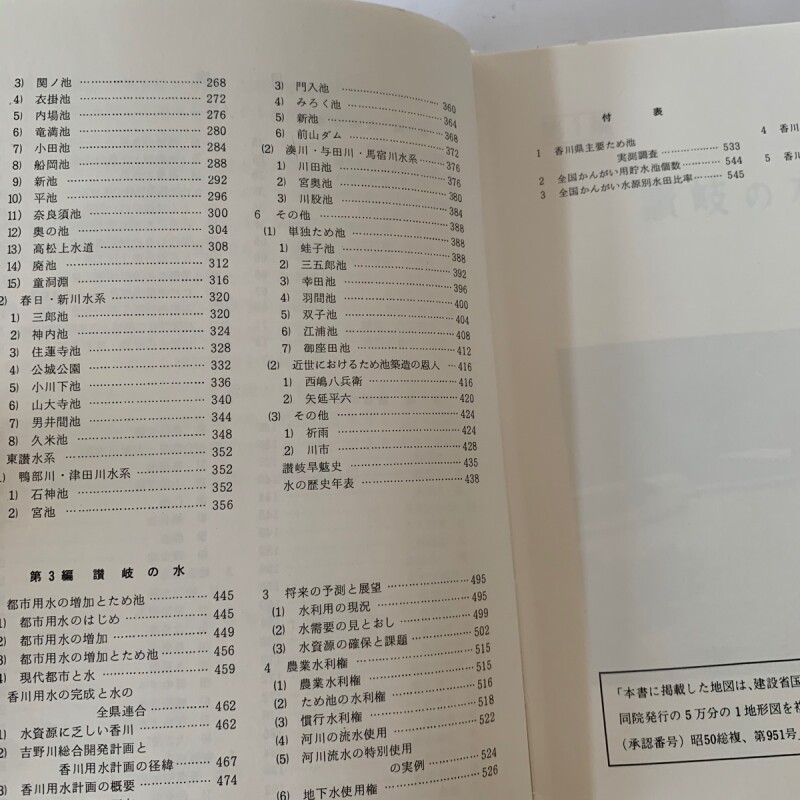 3) 関ノ池 …… 268
4) 衣掛池 …… 272
5) 内場池 …… 276
6) 竜満池 …… 280
7) 小田池 …… 284
8) 船岡池 …… 288
9) 新池 …… 292
10) 平池 …… 296
11) 奈良須池 …… 300
12) 奥の池 …… 304
13) 高松上水道 …… 308
14) 廃池 …… 312
15) 童洞淵 …… 316
2) 春日・新川水系 …… 320
1) 三郎池 …… 320
2) 神内池 …… 324
3) 住蓮寺池 …… 328
4) 公城公園 …… 332
5) 小川下池 …… 336
6) 山大寺池 …… 340
7) 男井間池 …… 344
8) 久米池 …… 348
東讃水系 …… 352
1) 鴨部川・津田川水系 …… 352
1) 石神池 …… 352
2) 宮池 …… 356
3) 門入池 …… 360
4) みろく池 …… 364
5) 新池 …… 368
6) 前山ダム …… 372
(2) 湊川・与田川・馬宿川水系 …… 376
1) 川田池 …… 376
2) 宮奥池 …… 380
3) 川股池 …… 384
6 その他 …… 388
(1) 単独ため池 …… 388
1) 蛙子池 …… 388
2) 三五郎池 …… 392
3) 幸田池 …… 396
4) 羽間池 …… 400
5) 双子池 …… 404
6) 江浦池 …… 408
7) 御座田池 …… 412
(2) 近世におけるため池築造の恩人 … 416
1) 西嶋八兵衛 …… 416
2) 矢延平六 …… 420
(3) その他 …… 424
1) 祈雨 …… 424
2) 川市 …… 428
讃岐旱魃史 …… 435
水の歴史年表 …… 438
第3編 讃岐の水
都市用水の増加とため池 …… 445
1) 都市用水のはじめ …… 445
2) 都市用水の増加 …… 449
3) 都市用水の増加とため池 …… 456
4) 現代都市と水 …… 459
香川用水の完成と水の
全県連合 …… 462
1) 水資源に乏しい香川 …… 462
2) 吉野川総合開発計画と
香川用水計画の径緯 …… 467
3) 香川用水計画の概要 …… 474
3 将来の予測と展望 …… 495
(1) 水利用の現況 …… 495
(2) 水需要の見とおし …… 499
(3) 水資源の確保と課題 …… 502
4 農業水利権 …… 515
(1) 農業水利権 …… 515
(2) ため池の水利権 …… 516
(3) 慣行水利権 …… 518
(4) 河川の流水使用 …… 522
(5) 河川流水の特別使用
の実例 …… 524
(6) 地下水使用権 …… 526
付表
1 香川県主要ため池
実測調査 …… 533
2 全国かんがい用貯水池個数 …… 544
3 全国かんがい水源別水田比率 …… 545
4 香川
5 香川
「本書に掲載した地図は、建設省国
同院発行の5万分の1地形図を複
(承認番号) 昭50総複、第951号」